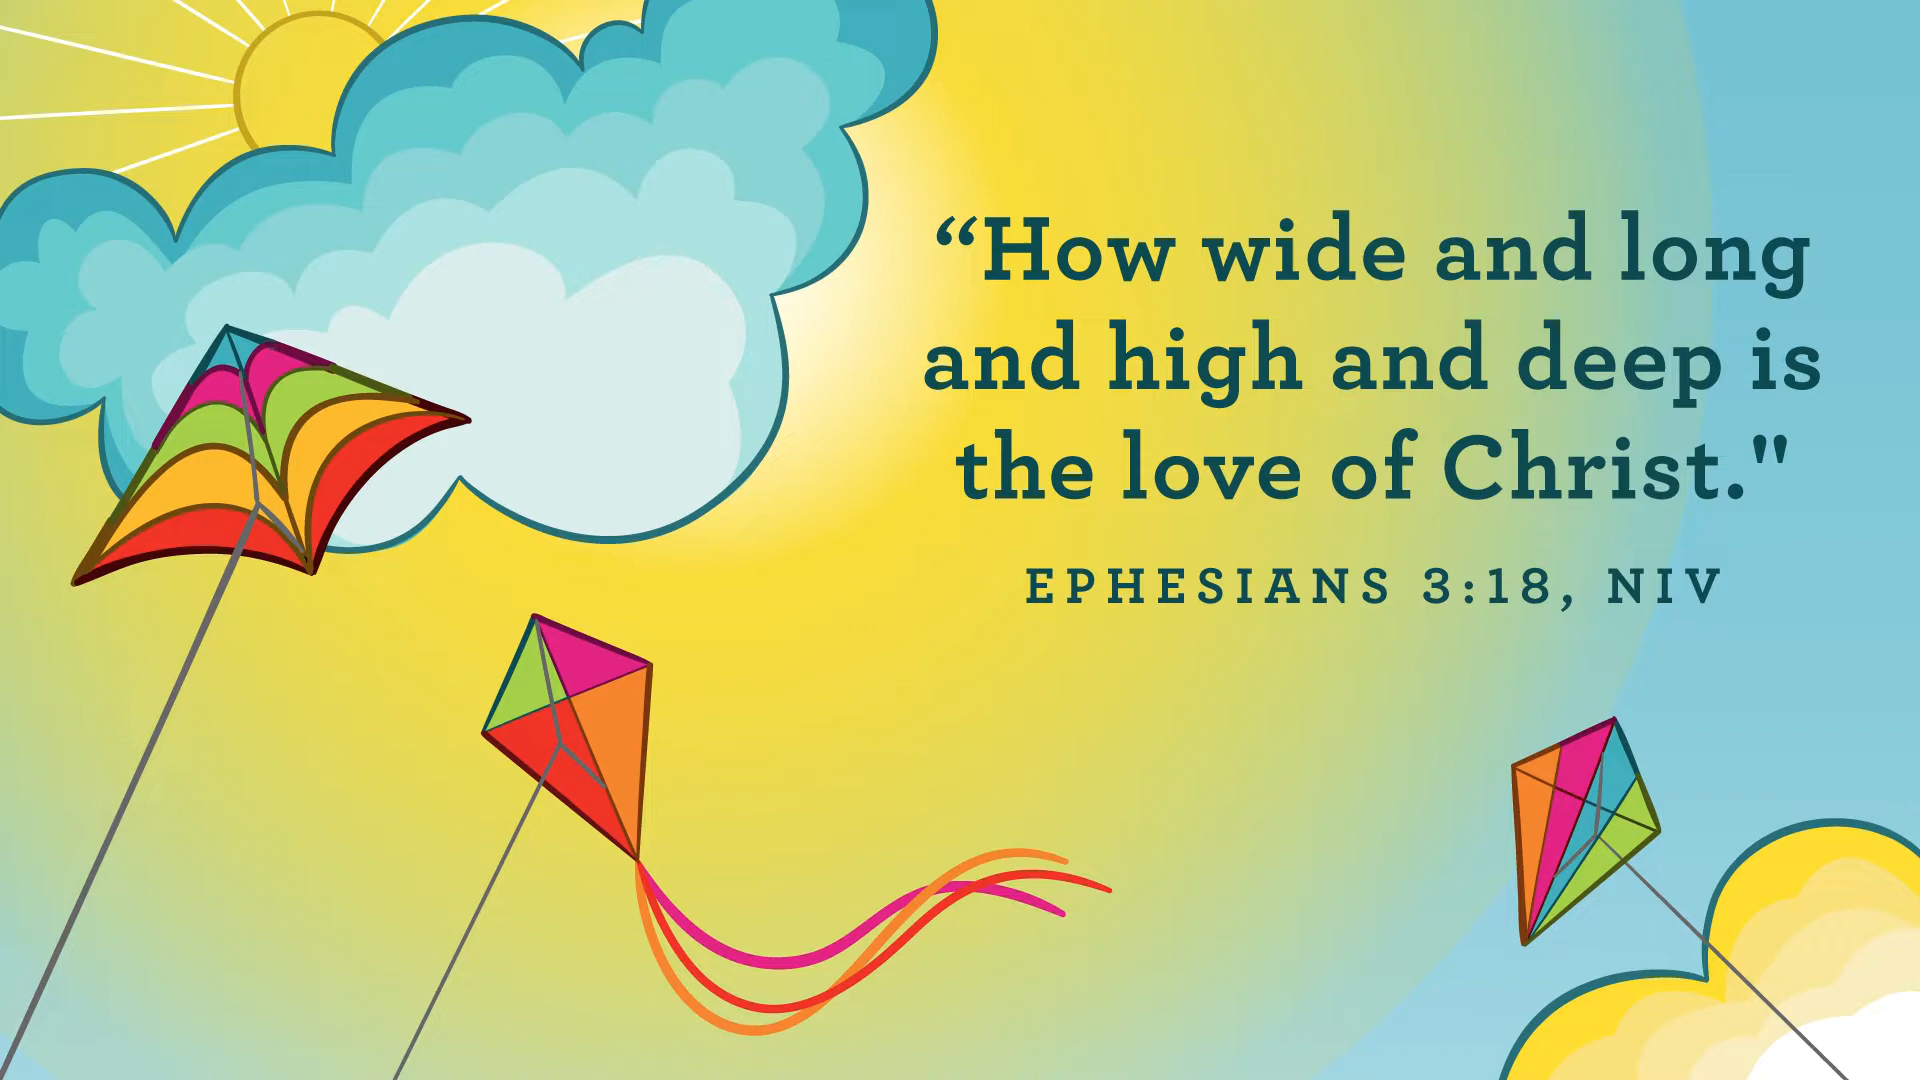 “How wide and long
and high and deep is
the love of Christ."
EPHESIANS 3:18, NIV